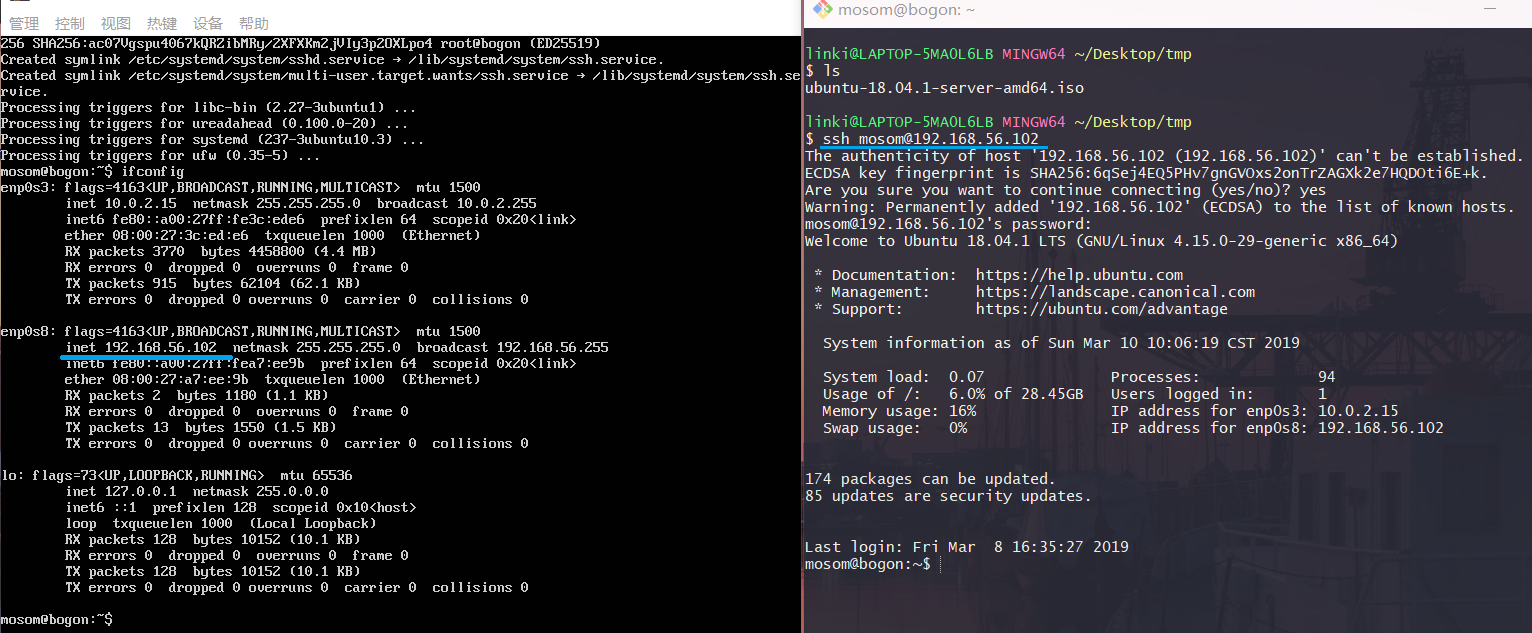 管理 控制 视图 热键 设备 帮助
256 SHA256:ac07Vgspu4067kQRZibMRy/2XFXKm2jVIy3p2OXLpo4 root@bogon (ED25519)
Created symlink /etc/systemd/system/sshd.service → /lib/systemd/system/ssh.service.
Created symlink /etc/systemd/system/multi-user.target.wants/ssh.service → /lib/systemd/system/ssh.se
rvice.
Processing triggers for libc-bin (2.27-3ubuntu1) ...
Processing triggers for ureadahead (0.100.0-20) ...
Processing triggers for systemd (237-3ubuntu10.3) ...
Processing triggers for ufw (0.35-5) ...
mosom@bogon:~$ ifconfig
enp0s3: flags=4163<UP,BROADCAST,RUNNING,MULTICAST>  mtu 1500
inet 10.0.2.15  netmask 255.255.255.0  broadcast 10.0.2.255
inet6 fe80::a00:27ff:fe3c:ede6  prefixlen 64  scopeid 0x20<link>
ether 08:00:27:3c:ed:e6  txqueuelen 1000  (Ethernet)
RX packets 3770  bytes 4458800 (4.4 MB)
RX errors 0  dropped 0  overruns 0  frame 0
TX packets 915  bytes 62104 (62.1 KB)
TX errors 0  dropped 0 overruns 0  carrier 0  collisions 0
enp0s8: flags=4163<UP,BROADCAST,RUNNING,MULTICAST>  mtu 1500
inet 192.168.56.102  netmask 255.255.255.0  broadcast 192.168.56.255
inet6 fe80::a00:27ff:fea7:ee9b  prefixlen 64  scopeid 0x20<link>
ether 08:00:27:a7:ee:9b  txqueuelen 1000  (Ethernet)
RX packets 2  bytes 1180 (1.1 KB)
RX errors 0  dropped 0  overruns 0  frame 0
TX packets 13  bytes 1550 (1.5 KB)
TX errors 0  dropped 0 overruns 0  carrier 0  collisions 0
lo: flags=73<UP,LOOPBACK,RUNNING>  mtu 65536
inet 127.0.0.1  netmask 255.0.0.0
inet6 ::1  prefixlen 128  scopeid 0x10<host>
loop  txqueuelen 1000  (Local Loopback)
RX packets 128  bytes 10152 (10.1 KB)
RX errors 0  dropped 0  overruns 0  frame 0
TX packets 128  bytes 10152 (10.1 KB)
TX errors 0  dropped 0 overruns 0  carrier 0  collisions 0
mosom@bogon:~$
mosom@bogon: ~
linki@LAPTOP-5MAOL6LB MINGW64 ~/Desktop/tmp
$ ls
ubuntu-18.04.1-server-amd64.iso
linki@LAPTOP-5MAOL6LB MINGW64 ~/Desktop/tmp
$ ssh mosom@192.168.56.102
The authenticity of host '192.168.56.102 (192.168.56.102)' can't be established.
ECDSA key fingerprint is SHA256:6qSej4EQ5PHv7gnGVOxs2onTrZAGXk2e7HQDOti6E+k.
Are you sure you want to continue connecting (yes/no)? yes
Warning: Permanently added '192.168.56.102' (ECDSA) to the list of known hosts.
mosom@192.168.56.102's password:
Welcome to Ubuntu 18.04.1 LTS (GNU/Linux 4.15.0-29-generic x86_64)
* Documentation:  https://help.ubuntu.com
* Management:     https://landscape.canonical.com
* Support:        https://ubuntu.com/advantage
System information as of Sun Mar 10 10:06:19 CST 2019
System load:  0.07               Processes:             94
Usage of /:   6.0% of 28.45GB   Users logged in:       1
Memory usage: 16%                IP address for enp0s3: 10.0.2.15
Swap usage:   0%                 IP address for enp0s8: 192.168.56.102
174 packages can be updated.
85 updates are security updates.
Last login: Fri Mar  8 16:35:27 2019
mosom@bogon:~$